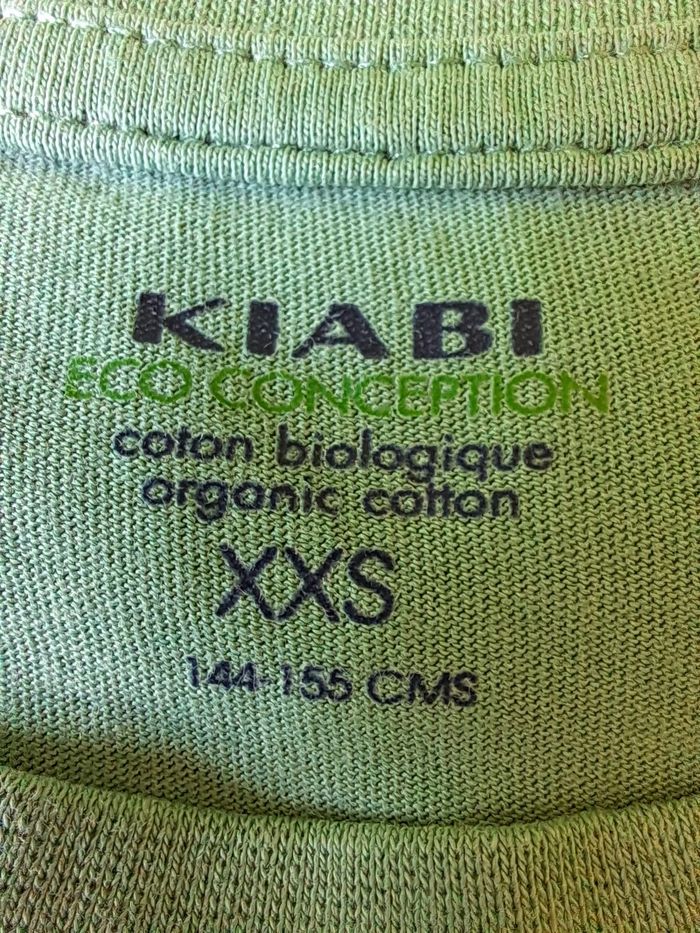 KIABI
ECO CONCEPTION
coton biologique
organic cotton
XXS
144-155 CMS